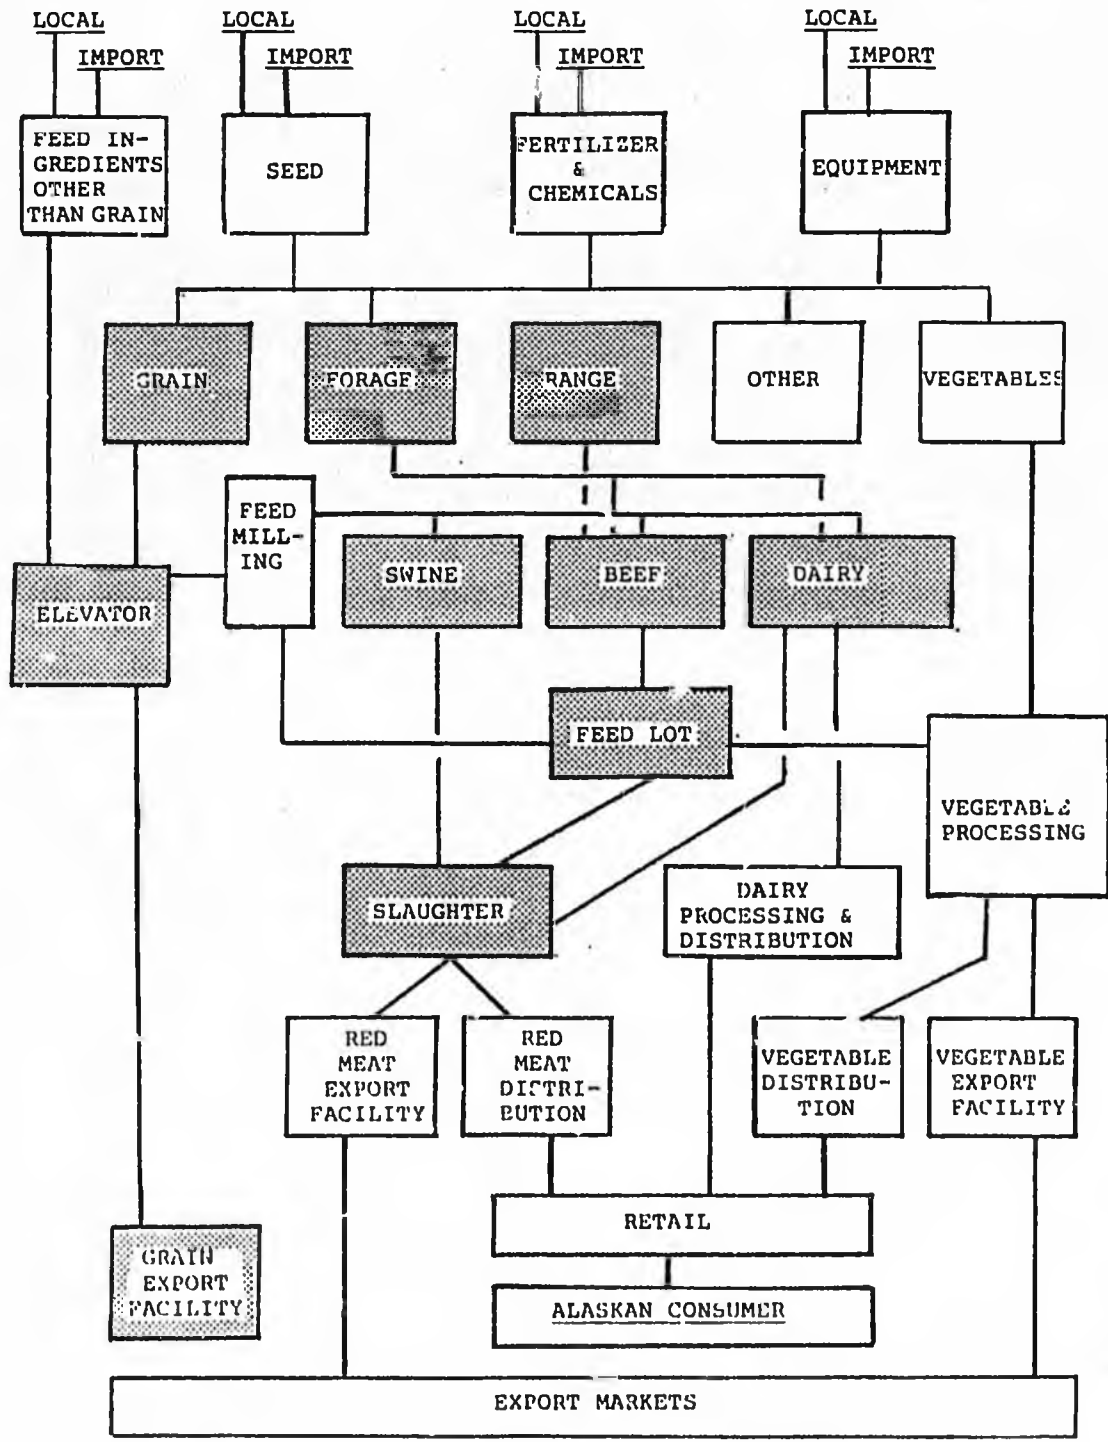 LOCAL
IMPORT
LOCAL
IMPORT
LOCAL
IMPORT
LOCAL
IMPORT
FEED IN-
GREDIENTS
OTHER
THAN GRAIN
SEED
FERTILIZER
&
CHEMICALS
EQUIPMENT
GRAIN
FORAGE
RANGE
OTHER
VEGETABLES
FEED
MILL-
ING
SWINE
BEEF
DAIRY
ELEVATOR
FEED LOT
VEGETABLE
PROCESSING
SLAUGHTER
DAIRY
PROCESSING &
DISTRIBUTION
RED
MEAT
EXPORT
FACILITY
RED
MEAT
DISTRI-
BUTION
VEGETABLE
DISTRIBU-
TION
VEGETABLE
EXPORT
FACILITY
RETAIL
GRAIN
EXPORT
FACILITY
ALASKAN CONSUMER
EXPORT MARKETS